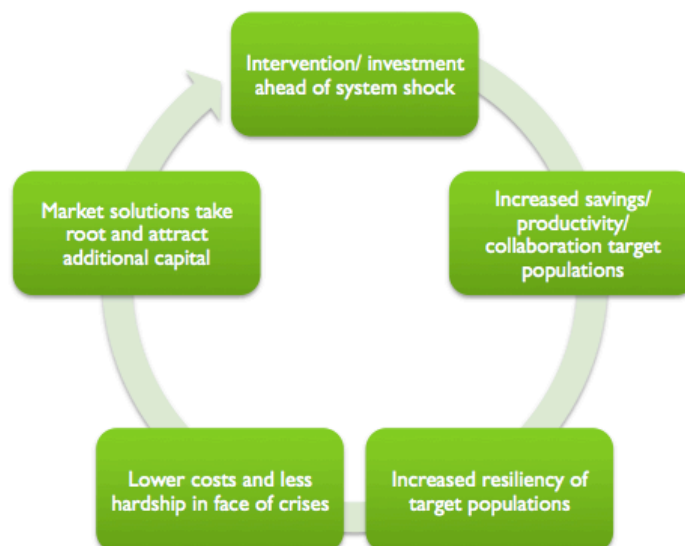 Intervention/ investment
ahead of system shock
Increased savings/
productivity/
collaboration target
populations
Increased resiliency of
target populations
Lower costs and less
hardship in face of crises
Market solutions take
root and attract
additional capital